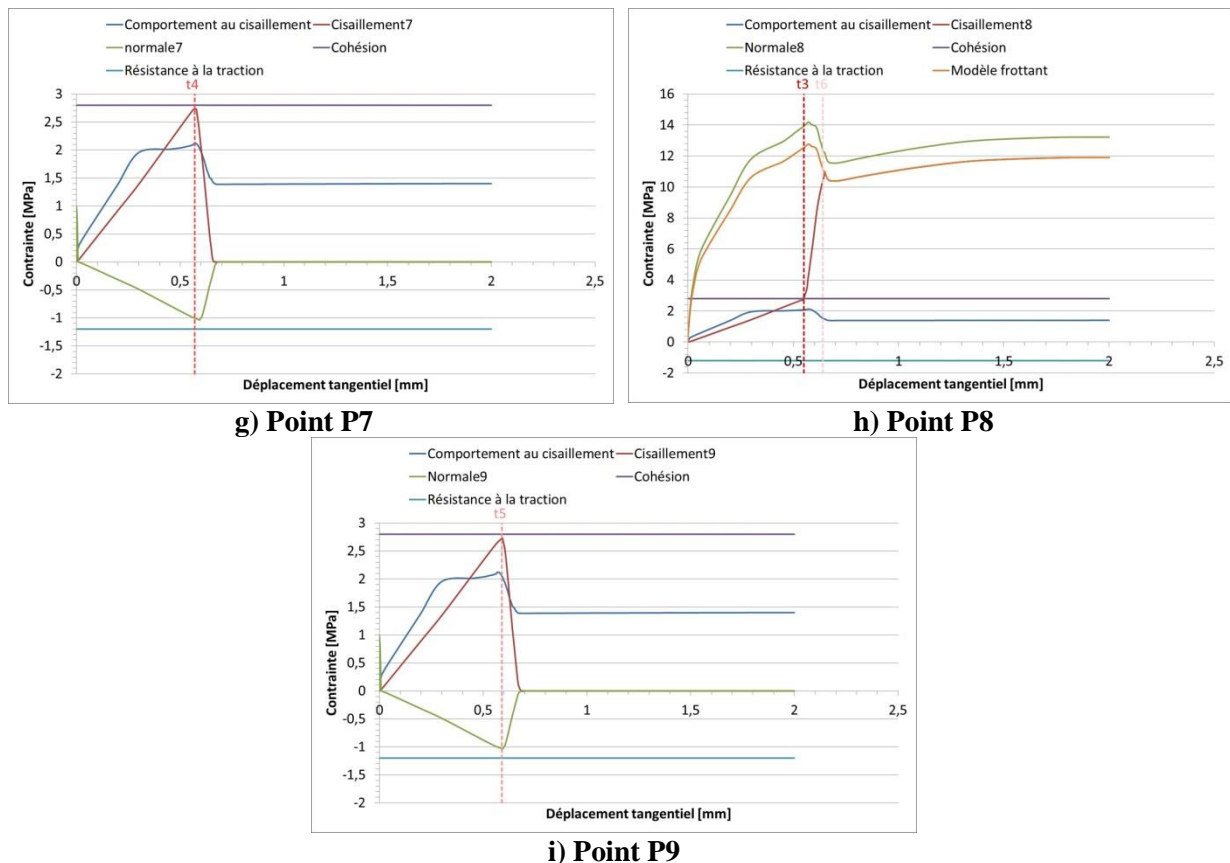 Comportement au cisaillement
Cisaillement7
normale7
Cohésion
Résistance à la traction
t4
3
2,5
2
1,5
1
0,5
0
-0,5
-1
-1,5
-2
Contrainte [MPa]
0
0,5
1
1,5
2
2,5
Déplacement tangentiel [mm]
g) Point P7
Comportement au cisaillement
Cisaillement8
Normale8
Cohésion
Résistance à la traction
Modèle frottant
t3
t6
16
14
12
10
8
6
4
2
0
-2
Contrainte [MPa]
0
0,5
1
1,5
2
2,5
Déplacement tangentiel [mm]
h) Point P8
Comportement au cisaillement
Cisaillement9
Normale9
Cohésion
Résistance à la traction
t5
3
2,5
2
1,5
1
0,5
0
-0,5
-1
-1,5
-2
Contrainte [MPa]
0
0,5
1
1,5
2
2,5
Déplacement tangentiel [mm]
i) Point P9